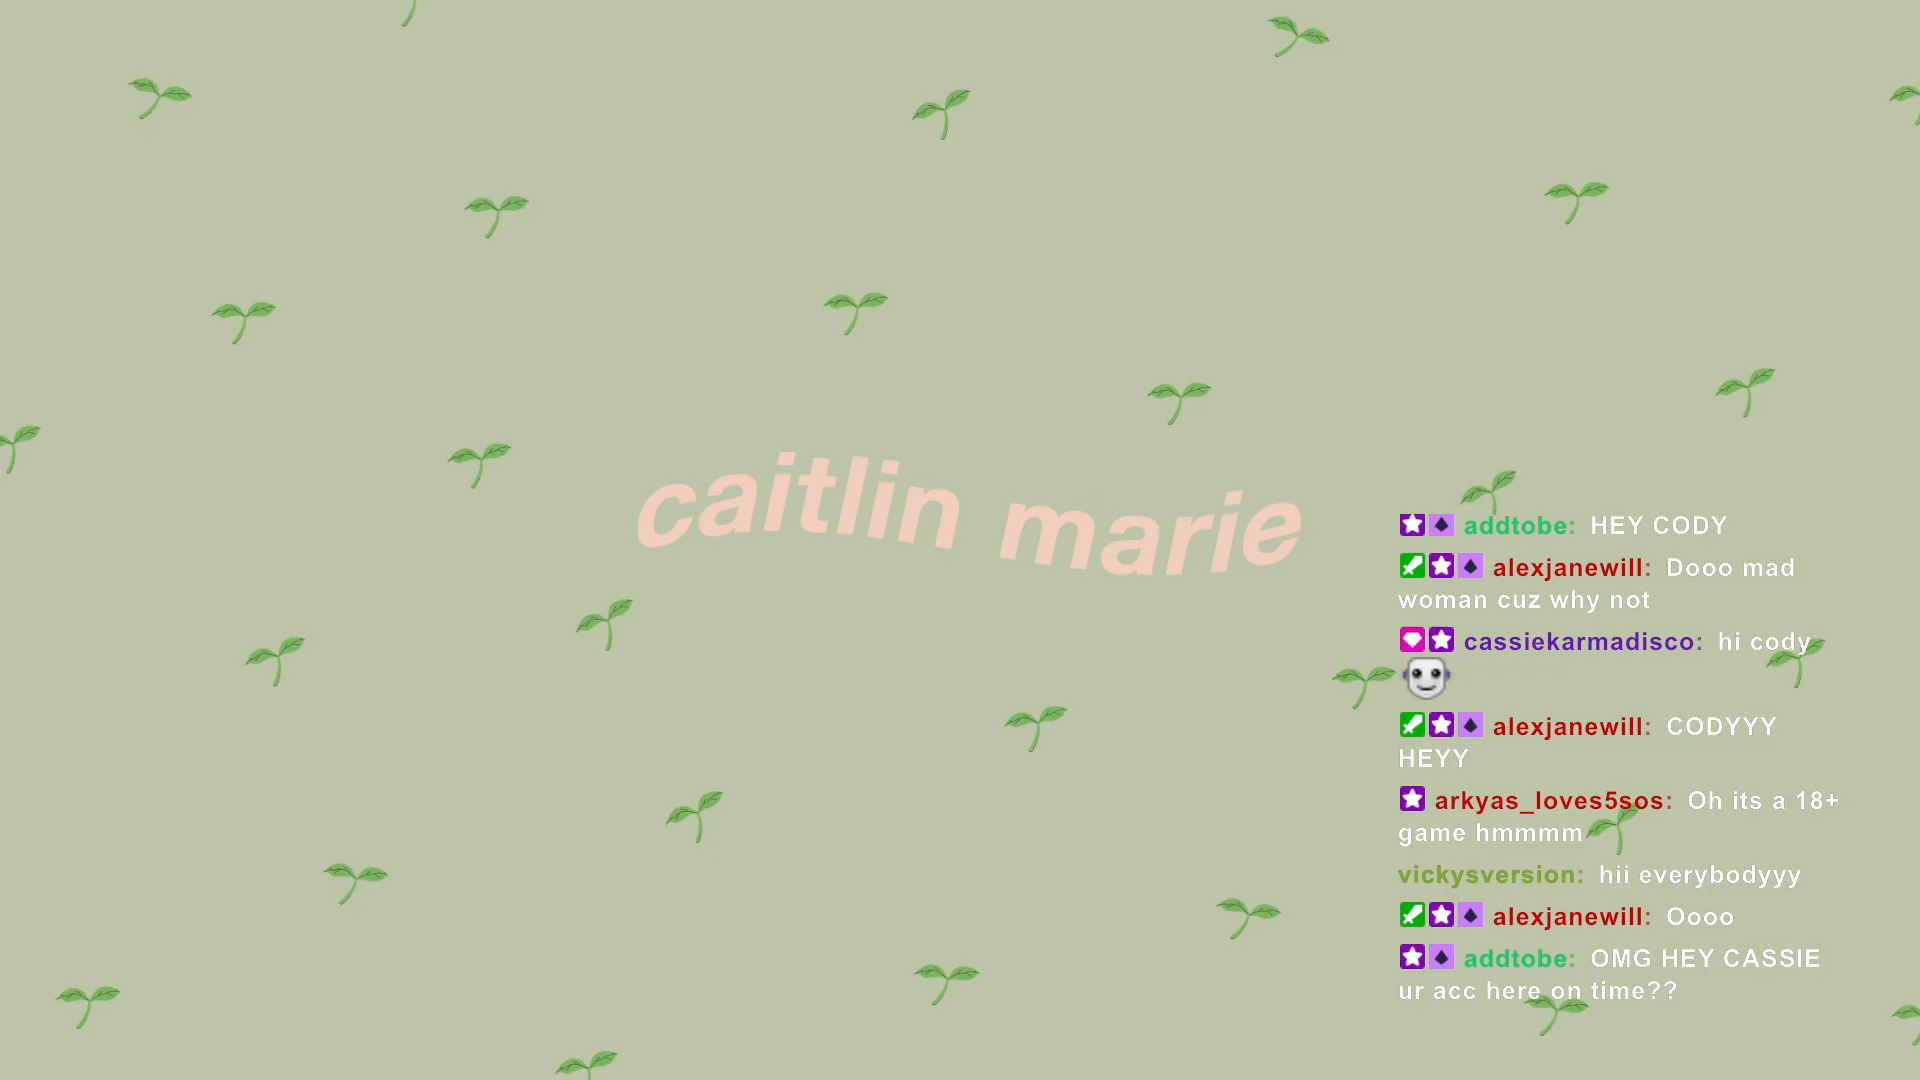 caitlin marie
addtobe: HEY CODY
alexjanewill: Dooo mad
woman cuz why not
cassiekarmadisco: hi cody
alexjanewill: CODYYY
HEYY
arkyas_loves5sos: Oh its a 18+
game hmmmm
vickysversion: hii everybodyyy
alexjanewill: Oooo
addtobe: OMG HEY CASSIE
ur acc here on time??